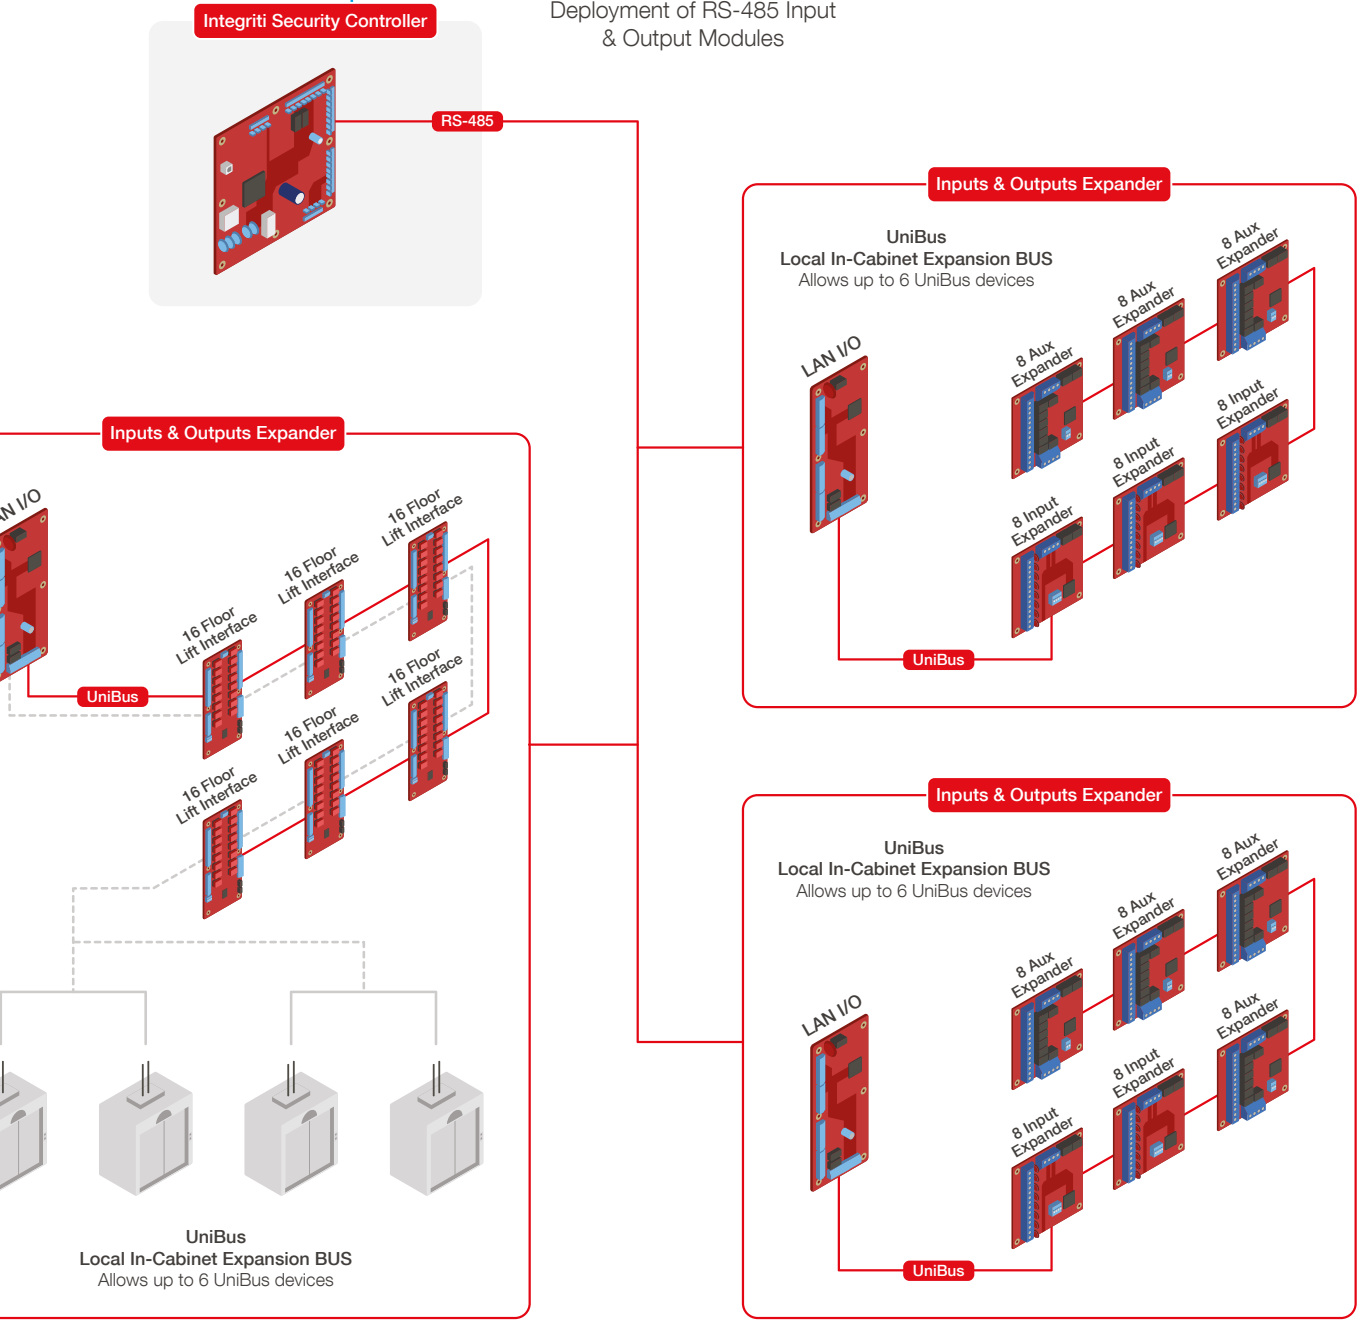 Deployment of RS-485 Input
& Output Modules
Integriti Security Controller
RS-485
Inputs & Outputs Expander
UniBus
Local In-Cabinet Expansion BUS
Allows up to 6 UniBus devices
LAN I/O
8 Aux
Expander
8 Aux
Expander
8 Aux
Expander
8 Input
Expander
8 Input
Expander
8 Input
Expander
UniBus
Inputs & Outputs Expander
AN I/O
16 Floor
Lift Interface
16 Floor
Lift Interface
16 Floor
Lift Interface
16 Floor
Lift Interface
16 Floor
Lift Interface
16 Floor
Lift Interface
UniBus
UniBus
Local In-Cabinet Expansion BUS
Allows up to 6 UniBus devices
Inputs & Outputs Expander
UniBus
Local In-Cabinet Expansion BUS
Allows up to 6 UniBus devices
LAN I/O
8 Aux
Expander
8 Aux
Expander
8 Aux
Expander
8 Aux
Expander
8 Input
Expander
8 Input
Expander
UniBus